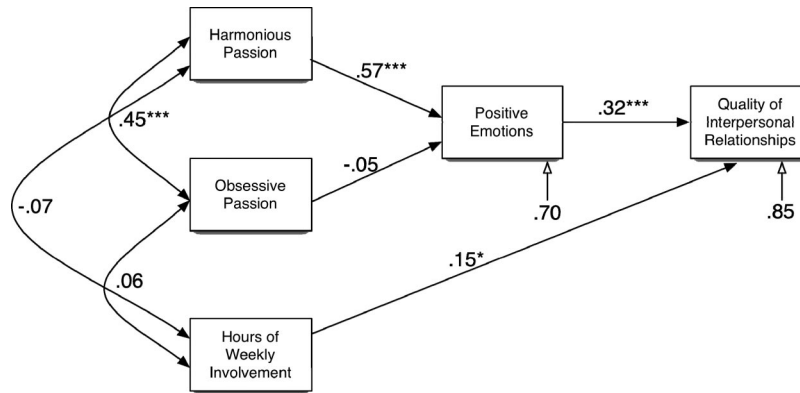 Harmonious
Passion
.57***
.45***
Positive
Emotions
.32***
Quality of
Interpersonal
Relationships
Obsessive
Passion
-.05
-.07
.70
.85
.06
.15*
Hours of
Weekly
Involvement